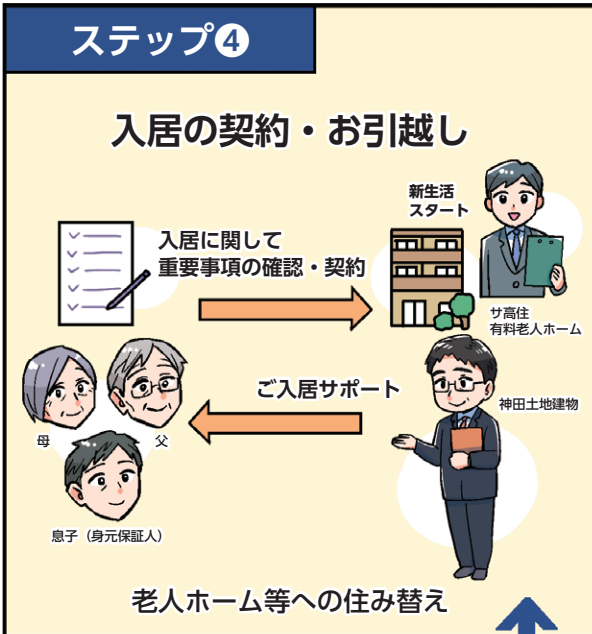 ステップ❹
入居の契約・お引越し
新生活
スタート
入居に関して
重要事項の確認・契約
サ高住
有料老人ホーム
ご入居サポート
神田土地建物
母
父
息子（身元保証人）
老人ホーム等への住み替え